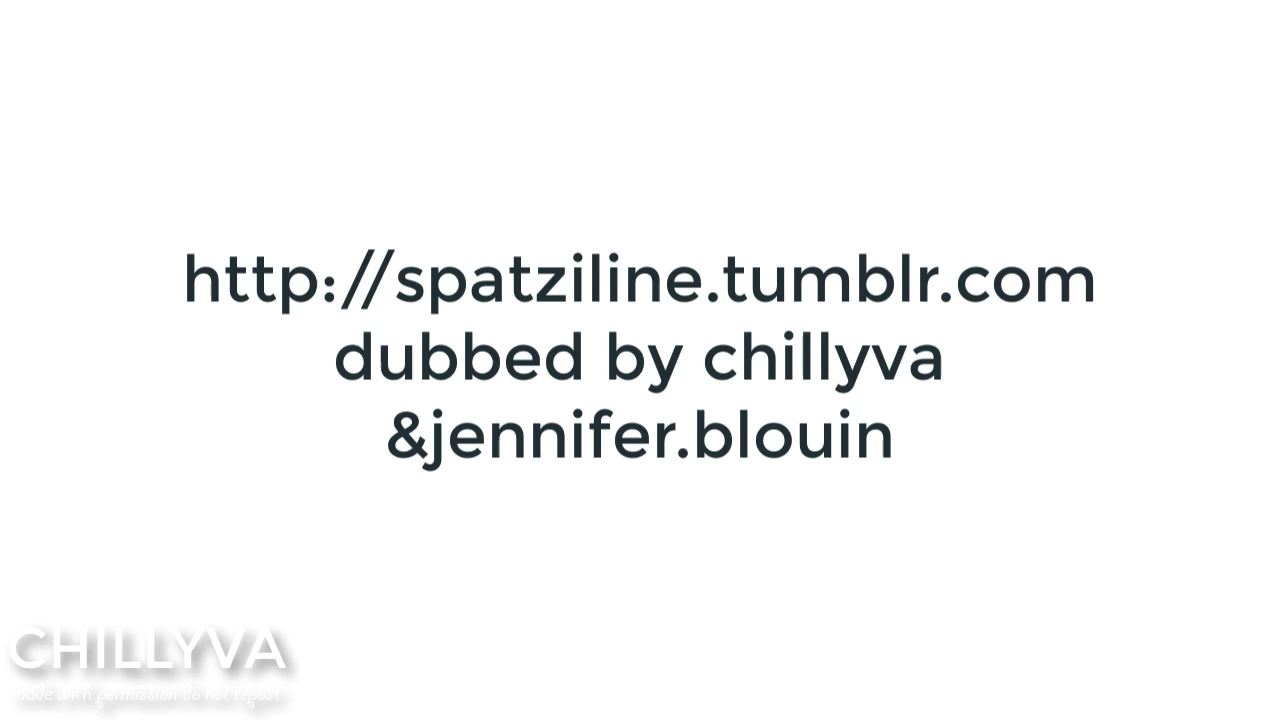 http://spatziline.tumblr.com
dubbed by chillyva
&jennifer.blouin
CHILLYVA
made with permission do not repost